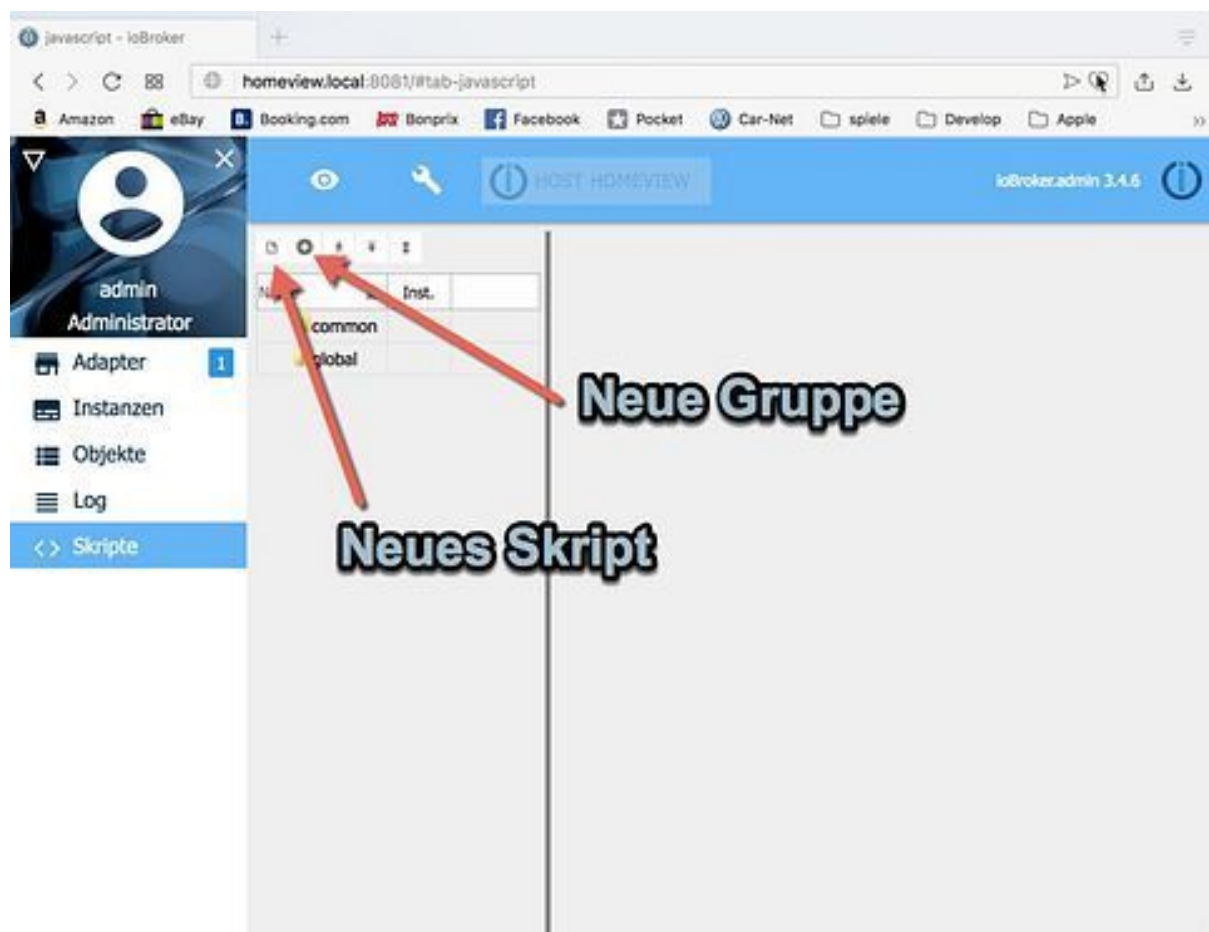 javascript - ioBroker
homeview.local:8081/#tab-javascript
Amazon eBay Booking.com Bonprix Facebook Pocket Car-Net spiele Develop Apple
HOST HOMEVIEW
ioBroker.admin 3.4.6
admin
Administrator
Inst.
common
global
Adapter 1
Instanzen
Objekte
Log
Skripte
Neue Gruppe
Neues Skript